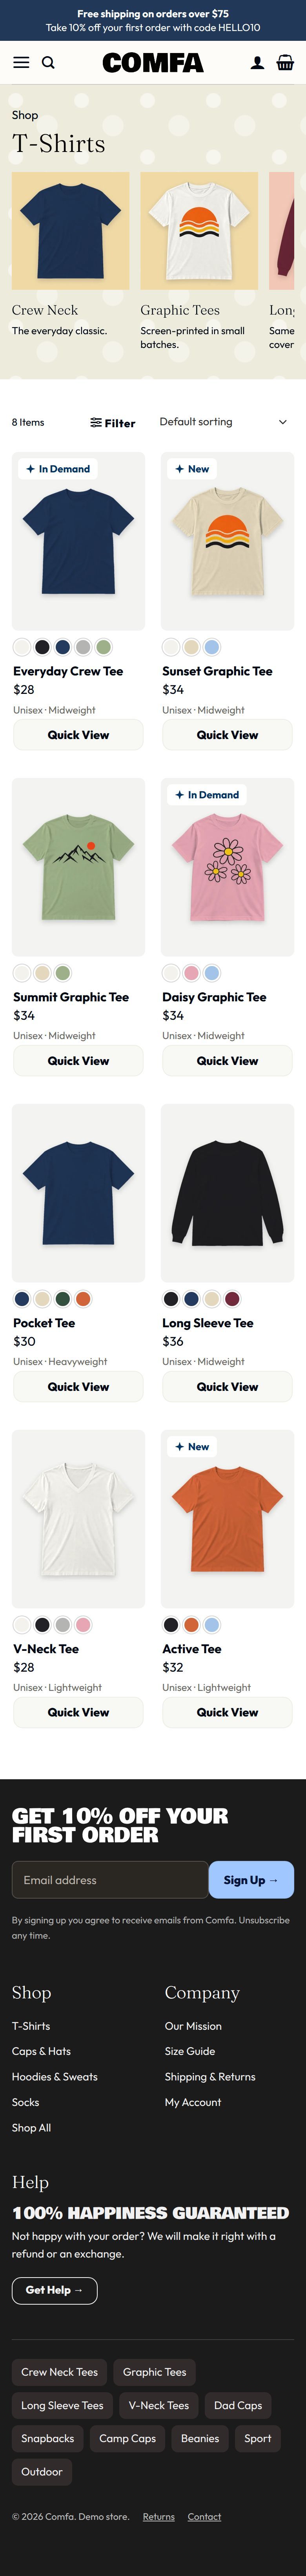 Free shipping on orders over $75
Take 10% off your first order with code HELLO10
COMFA
Shop
T-Shirts
Crew Neck
The everyday classic.
Graphic Tees
Screen-printed in small
batches.
Long
Same
cover
8 Items
Filter
Default sorting
In Demand
Everyday Crew Tee
$28
Unisex · Midweight
Quick View
New
Sunset Graphic Tee
$34
Unisex · Midweight
Quick View
Summit Graphic Tee
$34
Unisex · Midweight
Quick View
In Demand
Daisy Graphic Tee
$34
Unisex · Midweight
Quick View
Pocket Tee
$30
Unisex · Heavyweight
Quick View
Long Sleeve Tee
$36
Unisex · Midweight
Quick View
V-Neck Tee
$28
Unisex · Lightweight
Quick View
New
Active Tee
$32
Unisex · Lightweight
Quick View
GET 10% OFF YOUR
FIRST ORDER
Email address
Sign Up →
By signing up you agree to receive emails from Comfa. Unsubscribe
any time.
Shop
T-Shirts
Caps & Hats
Hoodies & Sweats
Socks
Shop All
Company
Our Mission
Size Guide
Shipping & Returns
My Account
Help
100% HAPPINESS GUARANTEED
Not happy with your order? We will make it right with a
refund or an exchange.
Get Help →
Crew Neck Tees
Graphic Tees
Long Sleeve Tees
V-Neck Tees
Dad Caps
Snapbacks
Camp Caps
Beanies
Sport
Outdoor
© 2026 Comfa. Demo store.
Returns
Contact